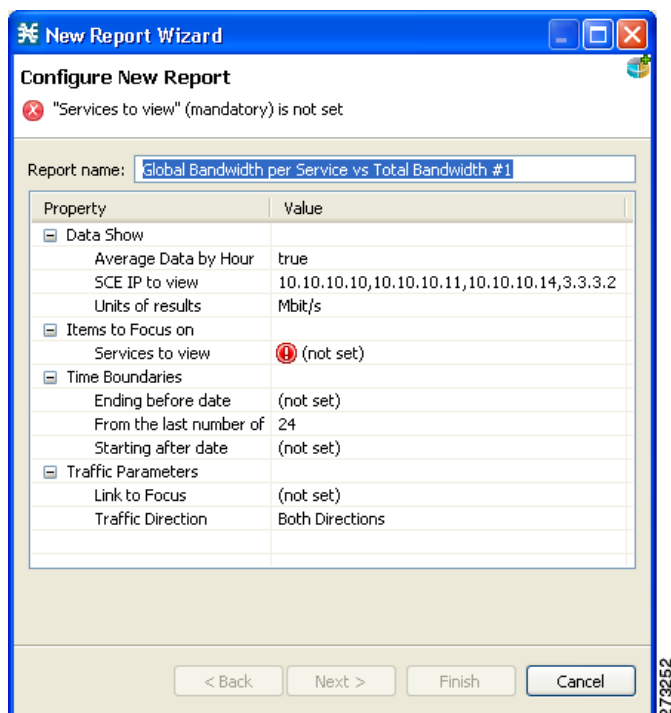 New Report Wizard
Configure New Report
"Services to view" (mandatory) is not set
Report name: Global Bandwidth per Service vs Total Bandwidth #1
Property Value
Data Show
Average Data by Hour true
SCE IP to view 10.10.10.10,10.10.10.11,10.10.10.14,3.3.3.2
Units of results Mbit/s
Items to Focus on
Services to view (not set)
Time Boundaries
Ending before date (not set)
From the last number of 24
Starting after date (not set)
Traffic Parameters
Link to Focus (not set)
Traffic Direction Both Directions
< Back Next > Finish Cancel
273252